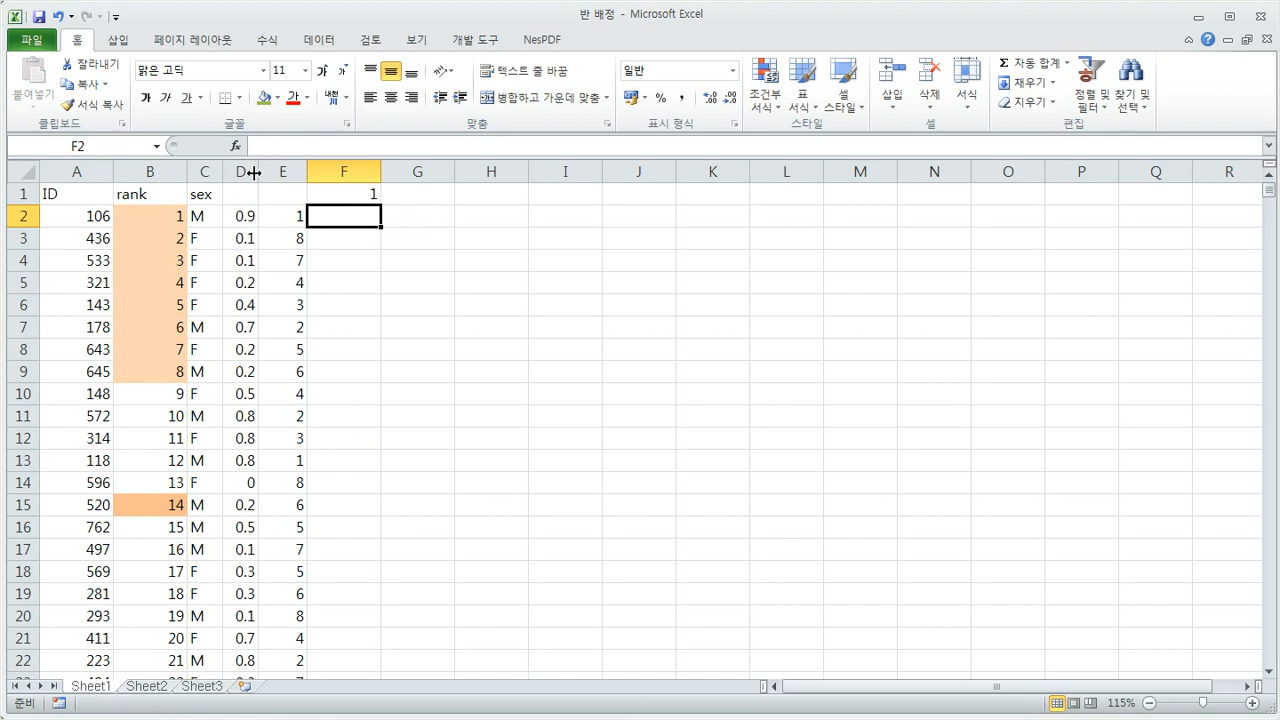 반 배정 - Microsoft Excel
파일 홈 삽입 페이지 레이아웃 수식 데이터 검토 보기 개발 도구 NesPDF
붙여넣기 잘라내기 복사 서식 복사 클립보드
맑은 고딕 11 가 가 가 가 가 가 내천 글꼴
텍스트 줄 바꿈 병합하고 가운데 맞춤 맞춤
일반 % , 표시 형식
조건부 서식 표 서식 셀 스타일 스타일
삽입 삭제 서식 셀
Σ 자동 합계 채우기 지우기 정렬 및 필터 찾기 및 선택 편집
F2 fx
A B C D E F G H I J K L M N O P Q R
1 ID rank sex 1
2 106 1 M 0.9 1
3 436 2 F 0.1 8
4 533 3 F 0.1 7
5 321 4 F 0.2 4
6 143 5 F 0.4 3
7 178 6 M 0.7 2
8 643 7 F 0.2 5
9 645 8 M 0.2 6
10 148 9 F 0.5 4
11 572 10 M 0.8 2
12 314 11 F 0.8 3
13 118 12 M 0.8 1
14 596 13 F 0 8
15 520 14 M 0.2 6
16 762 15 M 0.5 5
17 497 16 M 0.1 7
18 569 17 F 0.3 5
19 281 18 F 0.3 6
20 293 19 M 0.1 8
21 411 20 F 0.7 4
22 223 21 M 0.8 2
Sheet1 Sheet2 Sheet3
준비 115%